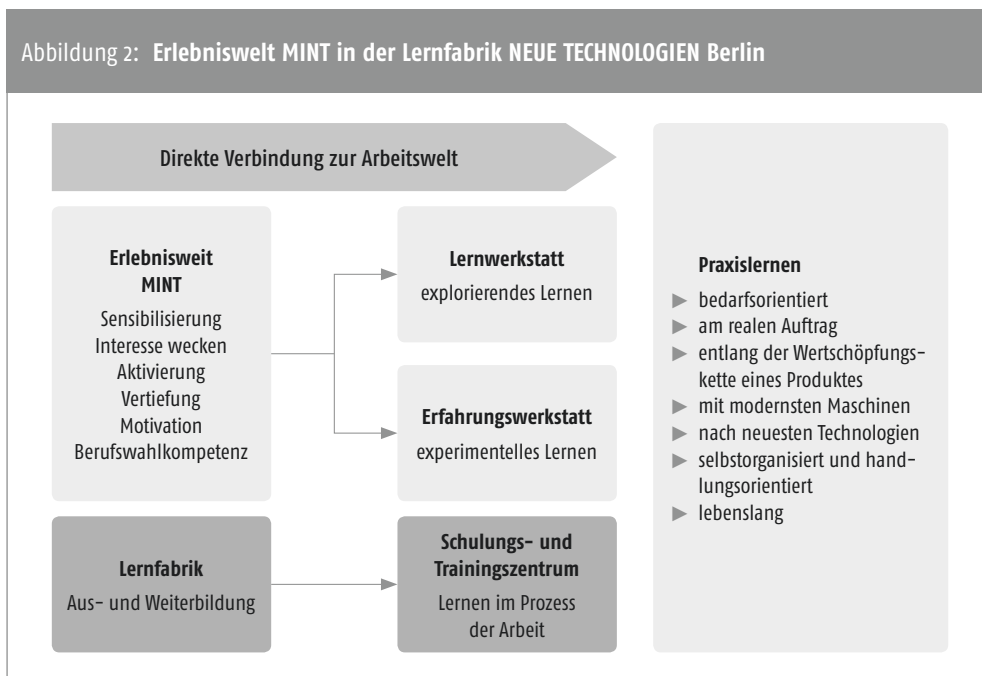 Abbildung 2: Erlebniswelt MINT in der Lernfabrik NEUE TECHNOLOGIEN Berlin
Direkte Verbindung zur Arbeitswelt
Erlebnisweit
MINT
Sensibilisierung
Interesse wecken
Aktivierung
Vertiefung
Motivation
Berufswahlkompetenz
Lernwerkstatt
explorierendes Lernen
Erfahrungswerkstatt
experimentelles Lernen
Lernfabrik
Aus- und Weiterbildung
Schulungs- und
Trainingszentrum
Lernen im Prozess
der Arbeit
Praxislernen
▶ bedarfsorientiert
▶ am realen Auftrag
▶ entlang der Wertschöpfungs-
kette eines Produktes
▶ mit modernsten Maschinen
▶ nach neuesten Technologien
▶ selbstorganisiert und hand-
lungsorientiert
▶ lebenslang